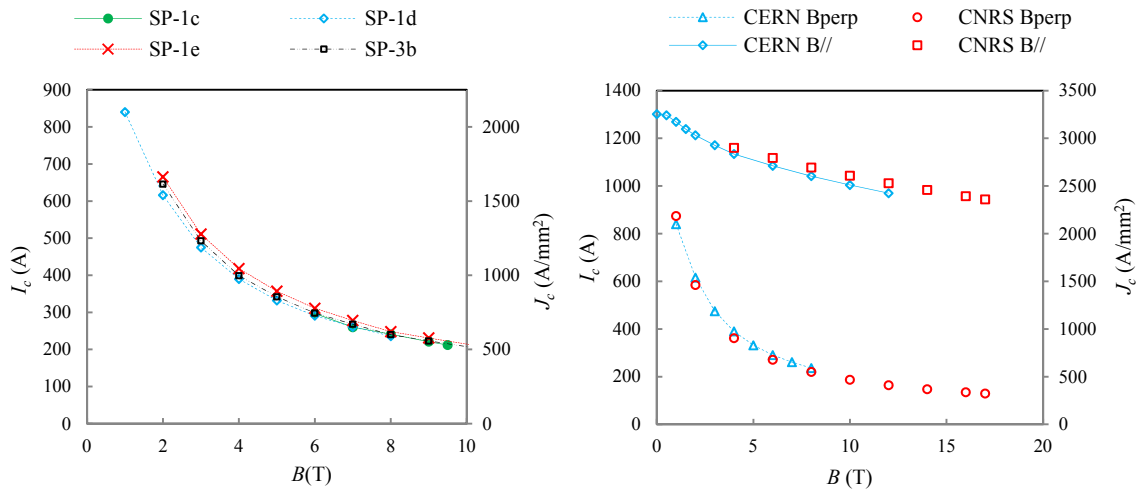 SP-1c SP-1d
SP-1e SP-3b
900
800
700
600
500
400
300
200
100
0
I_c (A)
2000
1500
1000
500
0
J_c (A/mm²)
0 2 4 6 8 10
B(T)
CERN Bperp CNRS Bperp
CERN B// CNRS B//
1400
1200
1000
800
600
400
200
0
I_c (A)
3500
3000
2500
2000
1500
1000
500
0
J_c (A/mm²)
0 5 10 15 20
B (T)